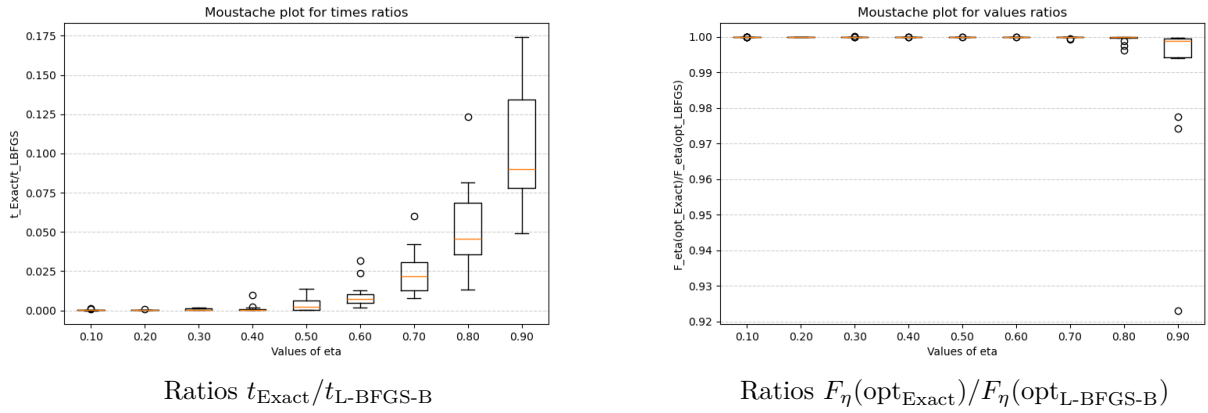 Moustache plot for times ratios
0.175
0.150
0.125
0.100
0.075
0.050
0.025
0.000
t_Exact/t_LBFGS
0.10 0.20 0.30 0.40 0.50 0.60 0.70 0.80 0.90
Values of eta
Ratios t_Exact/t_L-BFGS-B
Moustache plot for values ratios
1.00
0.99
0.98
0.97
0.96
0.95
0.94
0.93
0.92
F_eta(opt_Exact)/F_eta(opt_LBFGS)
0.10 0.20 0.30 0.40 0.50 0.60 0.70 0.80 0.90
Values of eta
Ratios F_η(opt_Exact)/F_η(opt_L-BFGS-B)